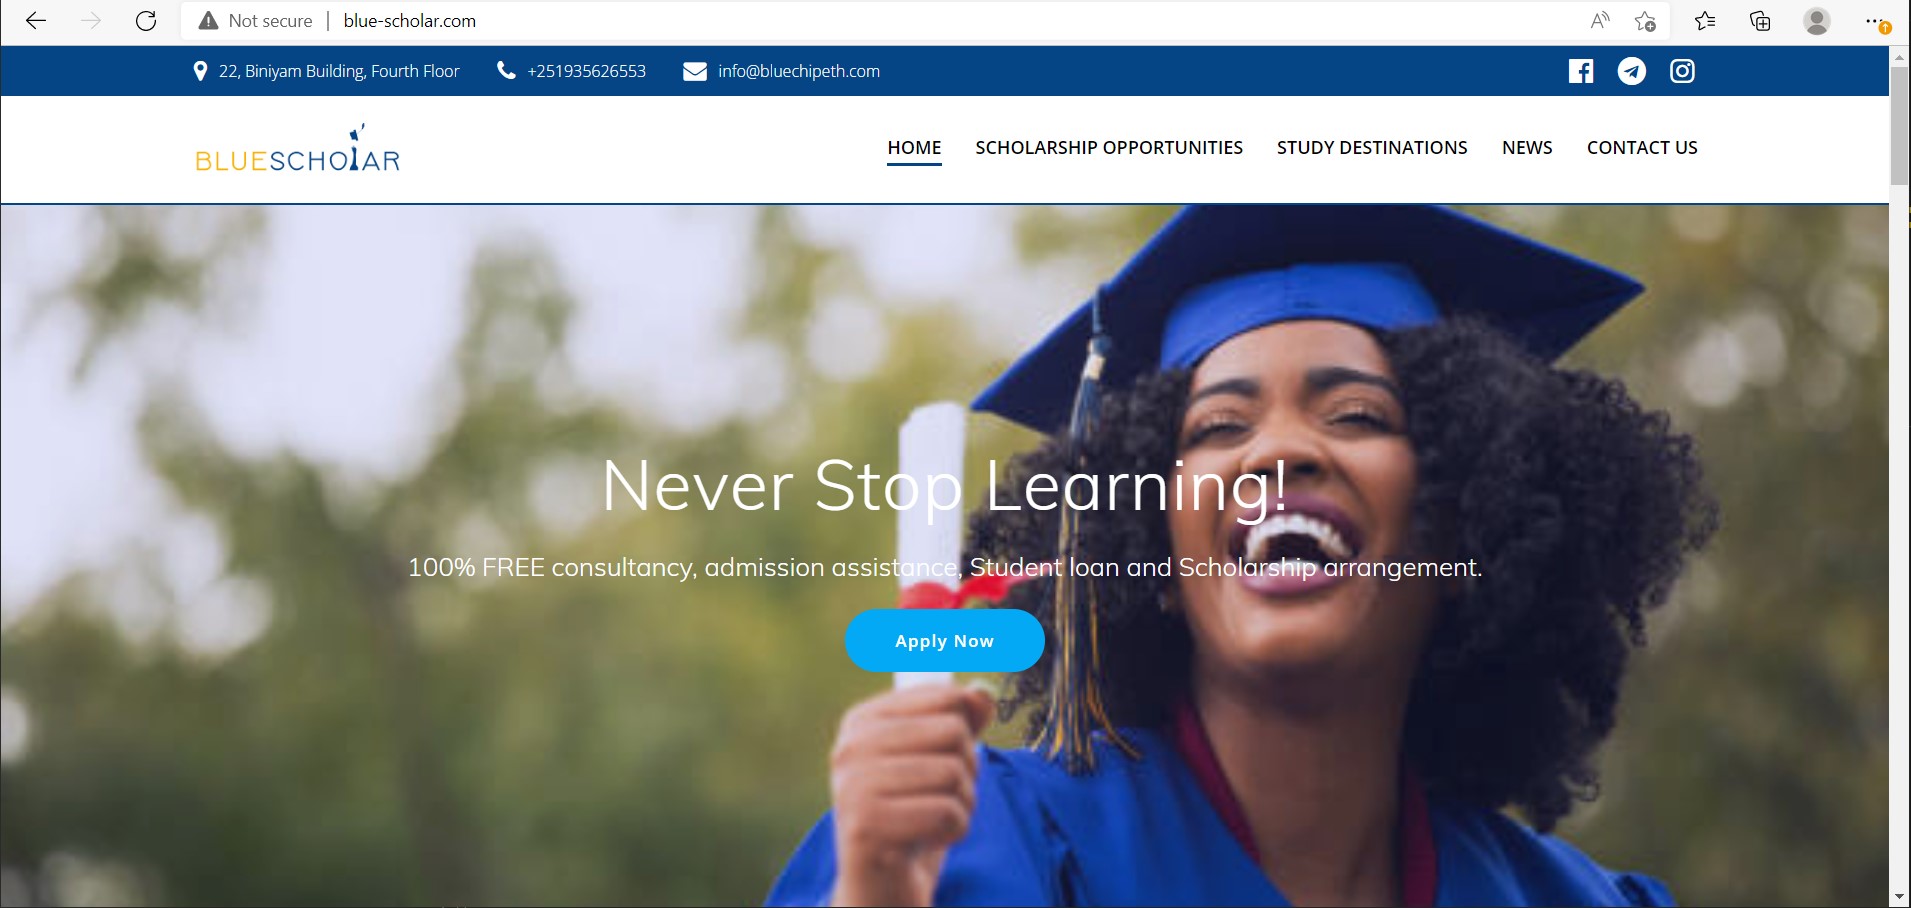 Not secure | blue-scholar.com
22, Biniyam Building, Fourth Floor +251935626553 info@bluechipeth.com
BLUESCHOLAR
HOME SCHOLARSHIP OPPORTUNITIES STUDY DESTINATIONS NEWS CONTACT US
Never Stop Learning!
100% FREE consultancy, admission assistance, Student loan and Scholarship arrangement.
Apply Now